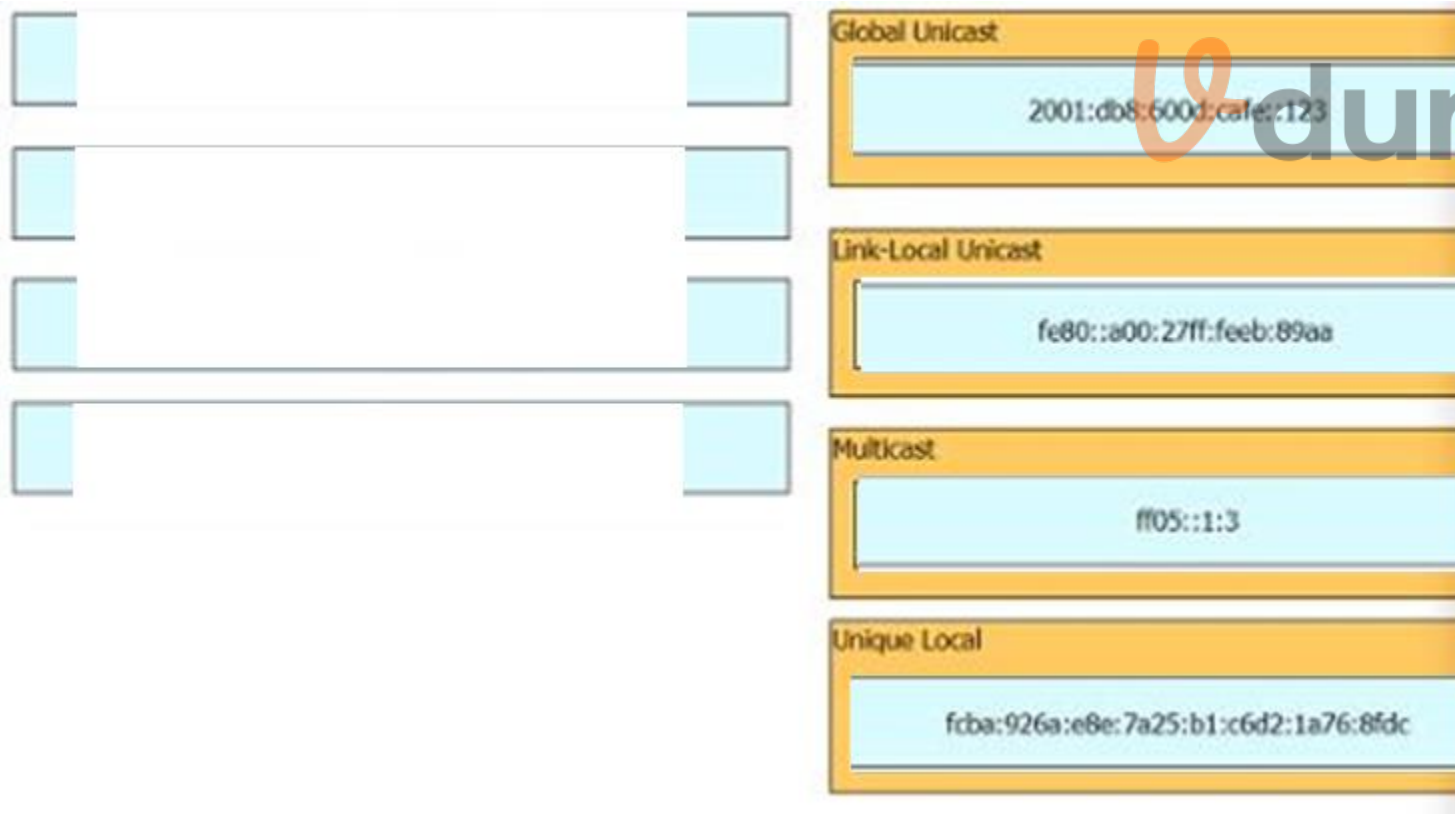 Global Unicast
2001:db8:600d:cafe::123
Link-Local Unicast
fe80::a00:27ff:feeb:89aa
Multicast
ff05::1:3
Unique Local
fcba:926a:e8e:7a25:b1:c6d2:1a76:8fdc